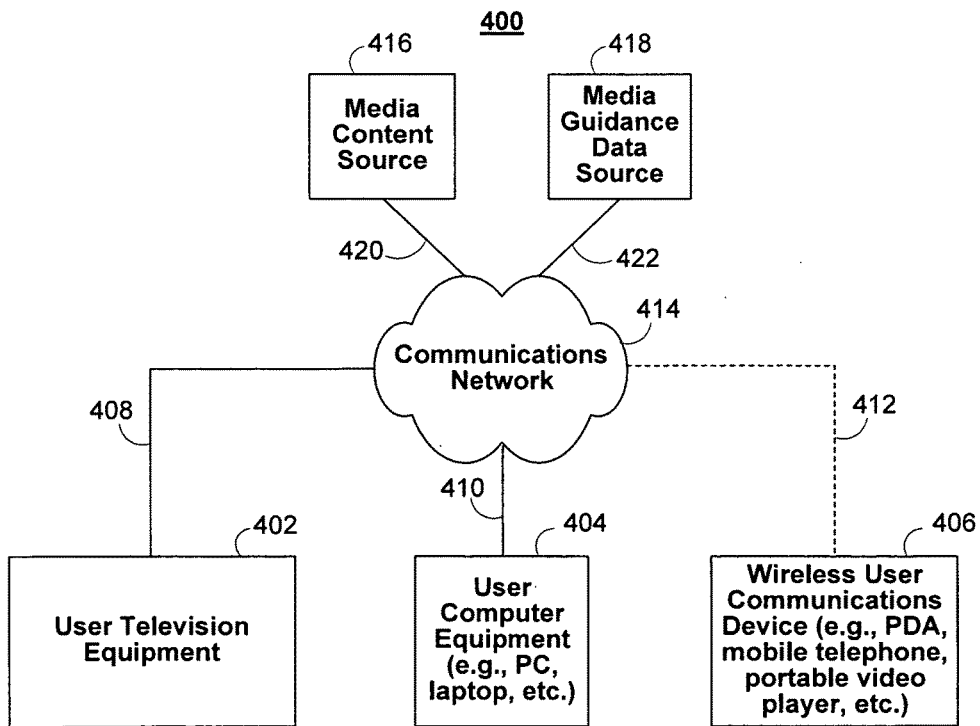 400
416
418
Media
Content
Source
Media
Guidance
Data
Source
420
422
414
Communications
Network
408
412
410
402
404
406
User Television
Equipment
User
Computer
Equipment
(e.g., PC,
laptop, etc.)
Wireless User
Communications
Device (e.g., PDA,
mobile telephone,
portable video
player, etc.)